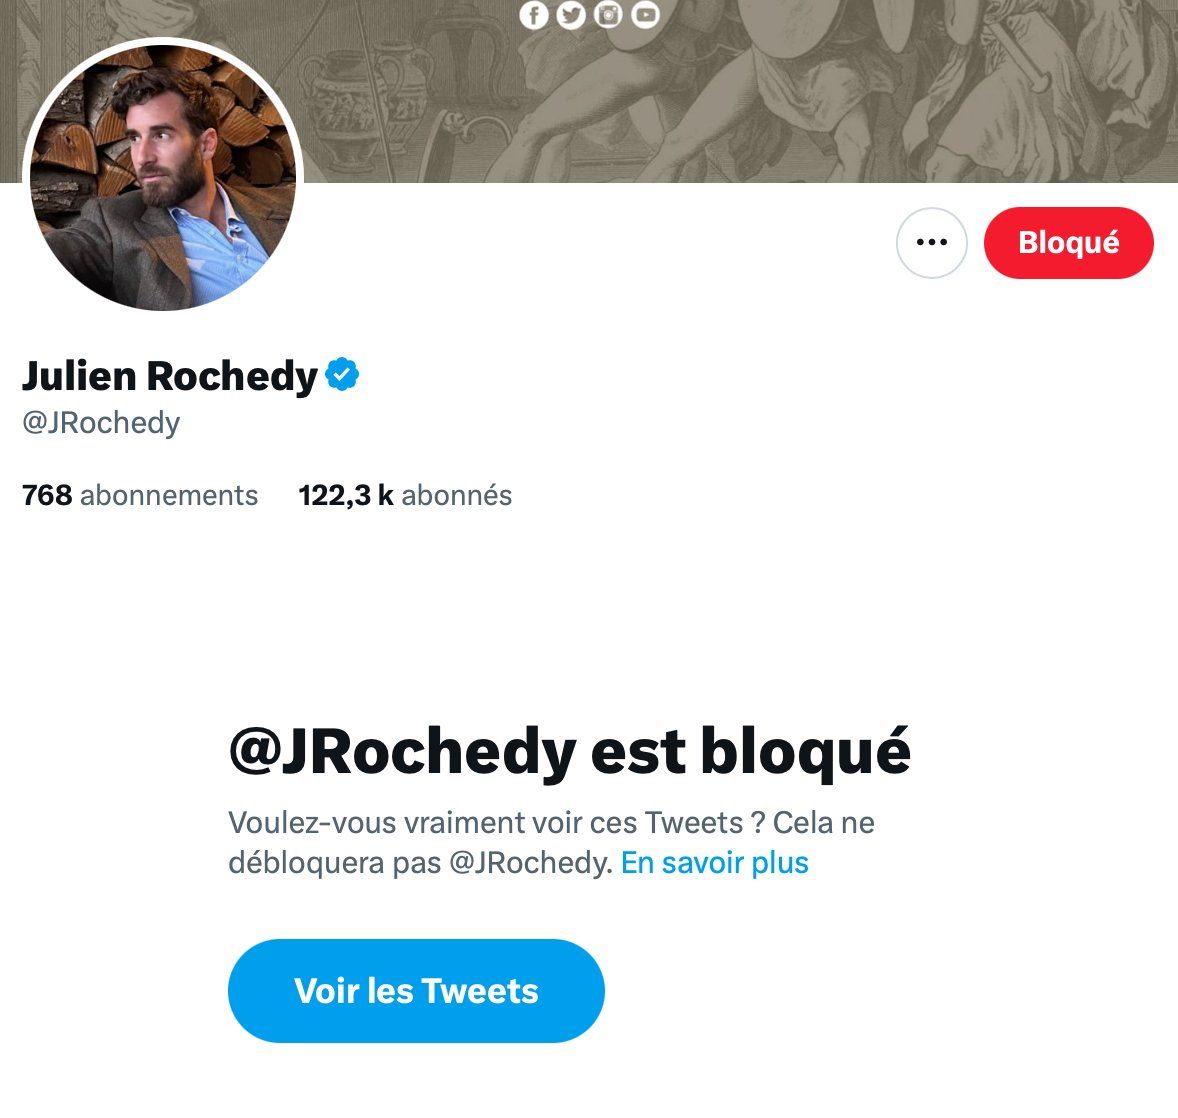 Bloqué
Julien Rochedy
@JRochedy
768 abonnements 122,3 k abonnés
@JRochedy est bloqué
Voulez-vous vraiment voir ces Tweets ? Cela ne
débloquera pas @JRochedy. En savoir plus
Voir les Tweets